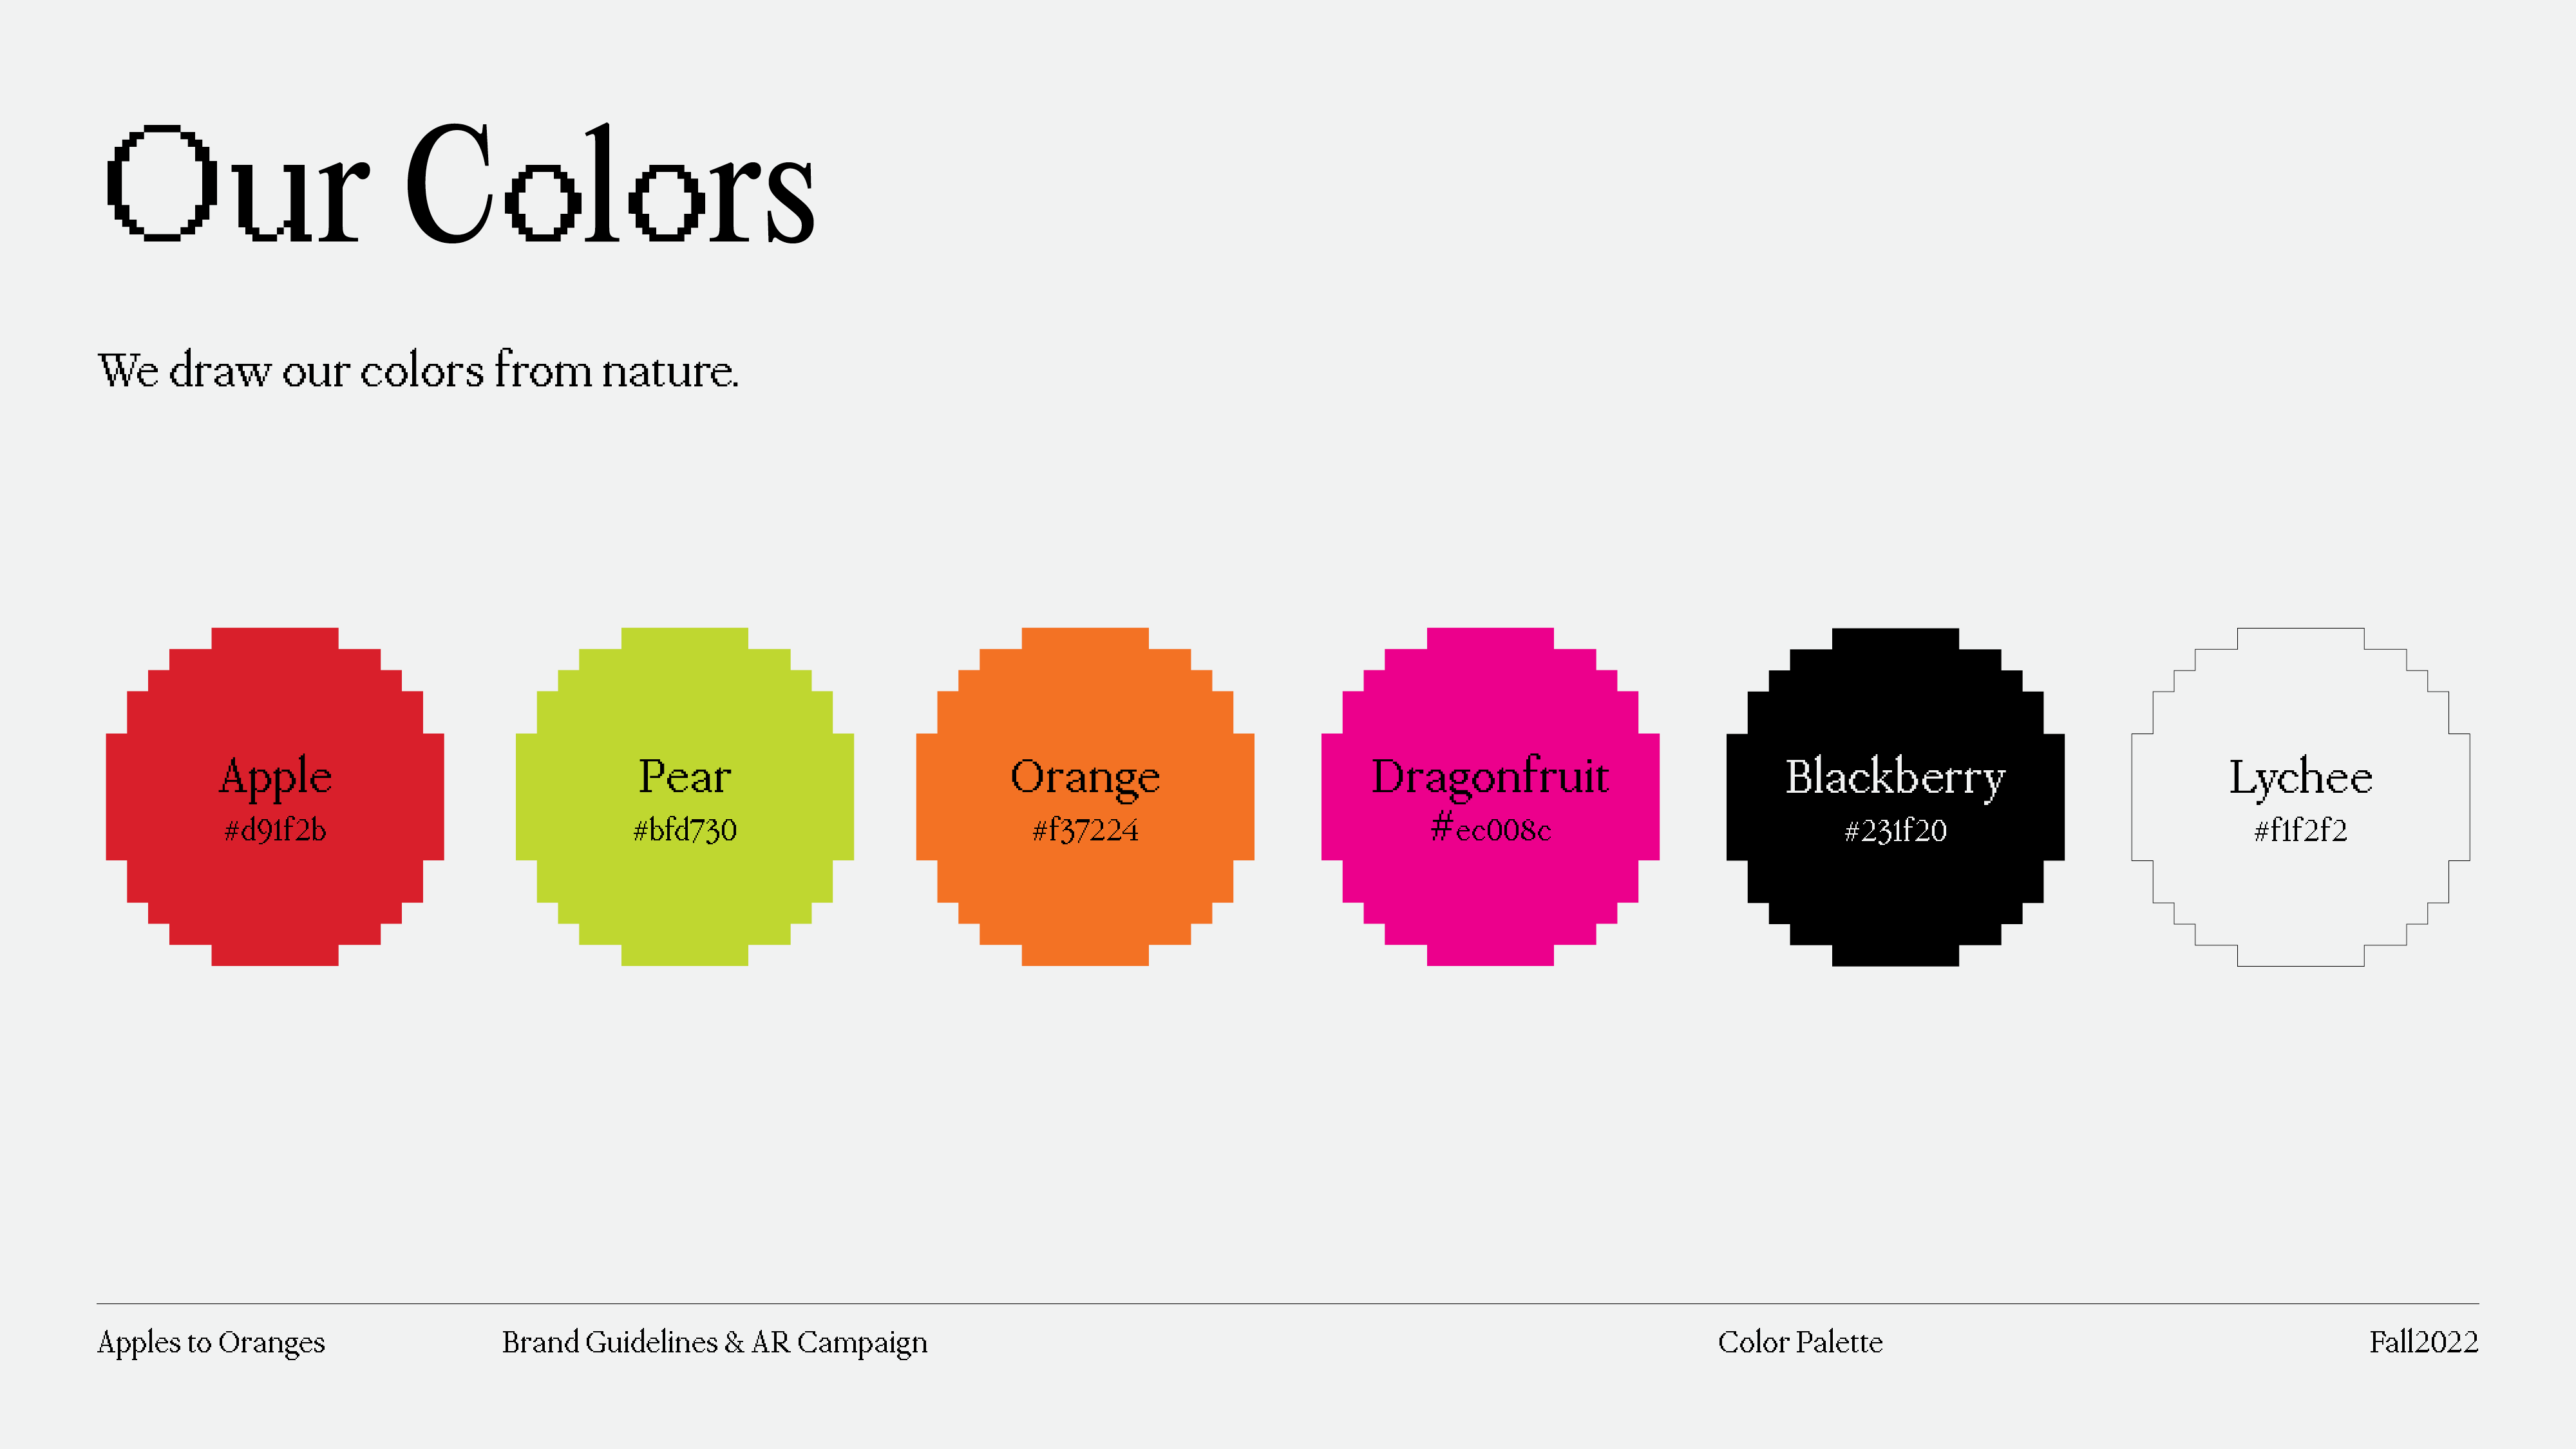 Our Colors
We draw our colors from nature.
Apple
#d91f2b
Pear
#bfd730
Orange
#f37224
Dragonfruit
#ec008c
Blackberry
#231f20
Lychee
#f1f2f2
Apples to Oranges
Brand Guidelines & AR Campaign
Color Palette
Fall2022